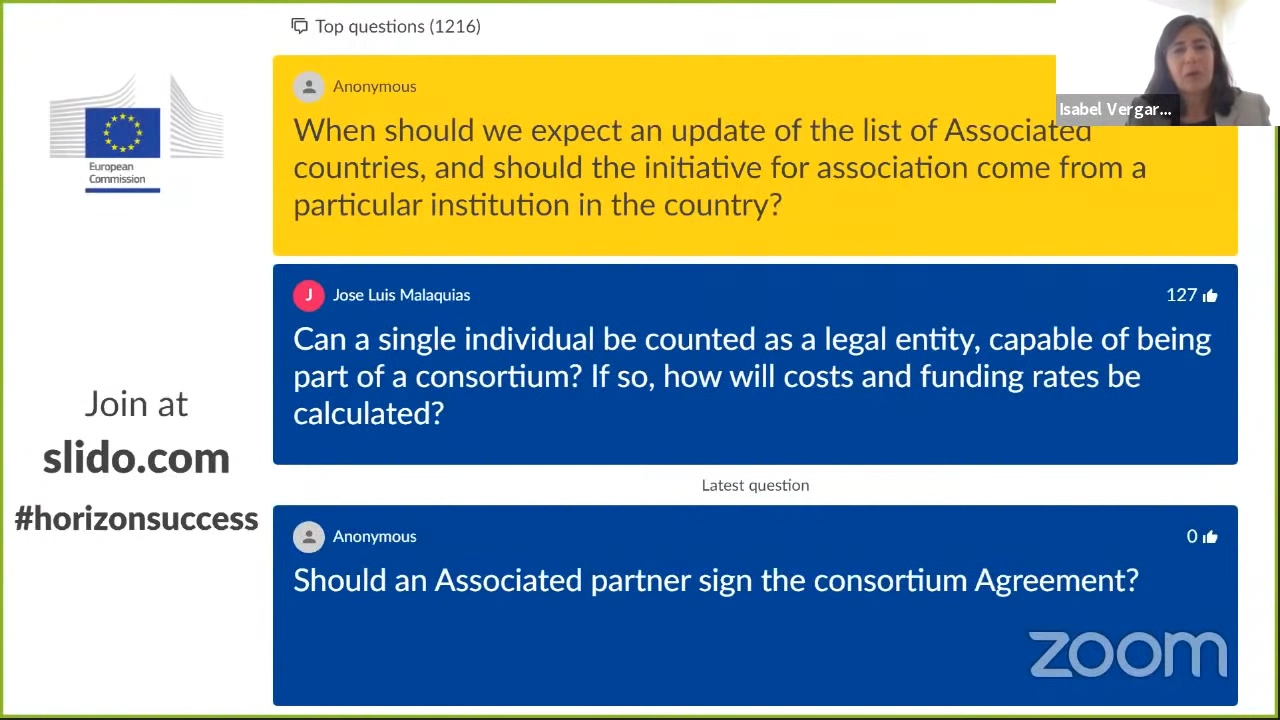 Top questions (1216)
Anonymous
Isabel Vergar...
When should we expect an update of the list of Associated
countries, and should the initiative for association come from a
particular institution in the country?
European
Commission
J
Jose Luis Malaquias
127
Can a single individual be counted as a legal entity, capable of being
part of a consortium? If so, how will costs and funding rates be
calculated?
Join at
slido.com
#horizonsuccess
Latest question
Anonymous
0
Should an Associated partner sign the consortium Agreement?
zoom